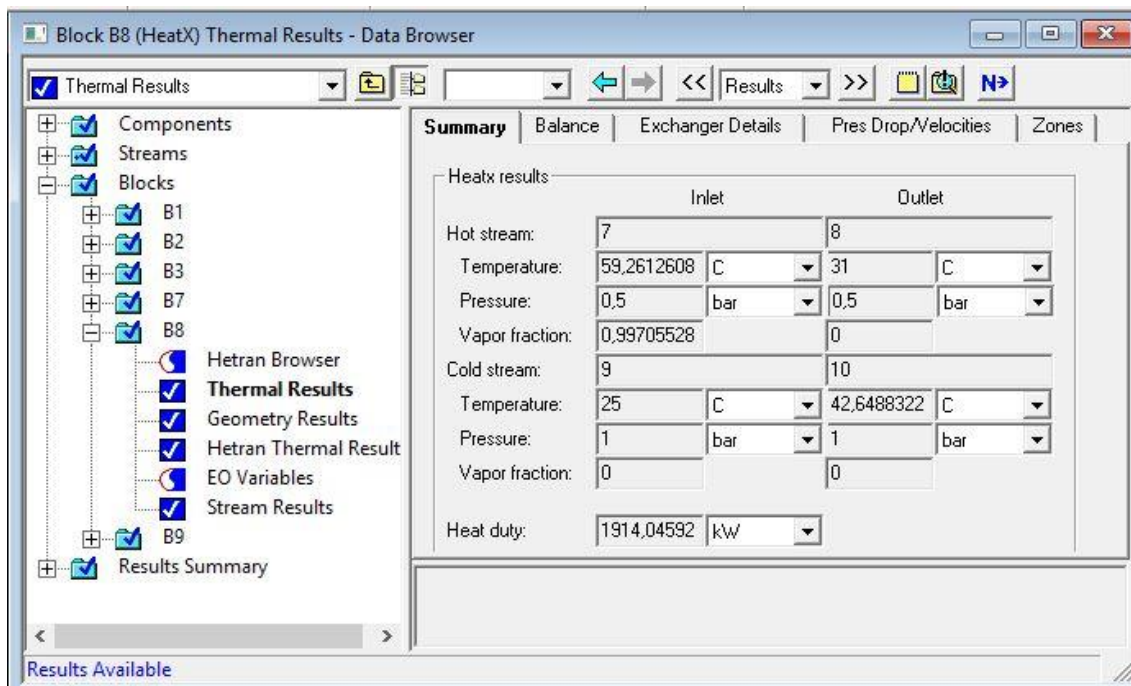 Block B8 (HeatX) Thermal Results - Data Browser
Thermal Results
<< Results >> N
Components
Streams
Blocks
B1
B2
B3
B7
B8
Hetran Browser
Thermal Results
Geometry Results
Hetran Thermal Result
EO Variables
Stream Results
B9
Results Summary
Summary Balance Exchanger Details Pres Drop/Velocities Zones
Heatx results
Inlet Outlet
Hot stream: 7 8
Temperature: 59,2612608 C 31 C
Pressure: 0,5 bar 0,5 bar
Vapor fraction: 0,99705528 0
Cold stream: 9 10
Temperature: 25 C 42,6488322 C
Pressure: 1 bar 1 bar
Vapor fraction: 0 0
Heat duty: 1914,04592 kW
Results Available